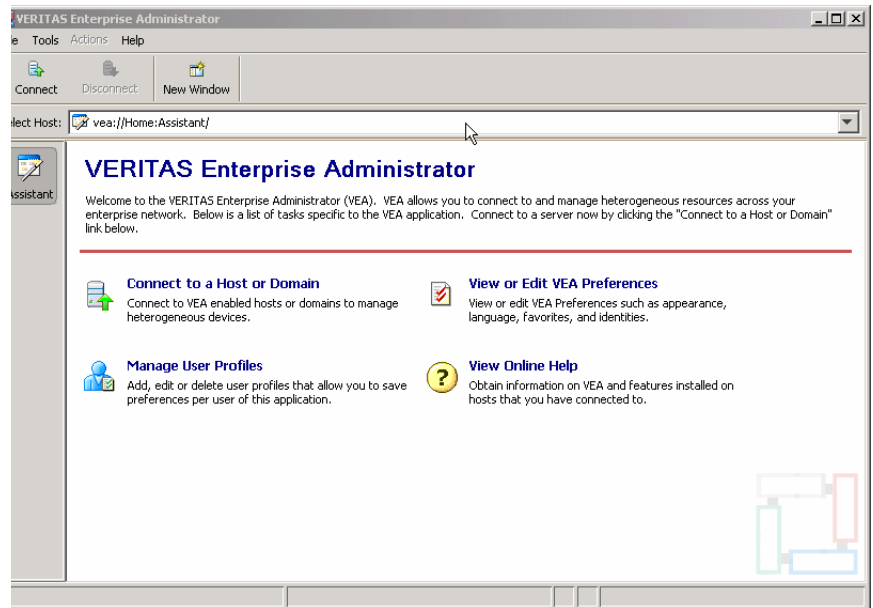 VERITAS Enterprise Administrator
Tools Actions Help
Connect Disconnect New Window
Host: vea://Home:Assistant/
Assistant
VERITAS Enterprise Administrator
Welcome to the VERITAS Enterprise Administrator (VEA). VEA allows you to connect to and manage heterogeneous resources across your
enterprise network. Below is a list of tasks specific to the VEA application. Connect to a server now by clicking the "Connect to a Host or Domain"
link below.
Connect to a Host or Domain
Connect to VEA enabled hosts or domains to manage
heterogeneous devices.
View or Edit VEA Preferences
View or edit VEA Preferences such as appearance,
language, favorites, and identities.
Manage User Profiles
Add, edit or delete user profiles that allow you to save
preferences per user of this application.
View Online Help
Obtain information on VEA and features installed on
hosts that you have connected to.